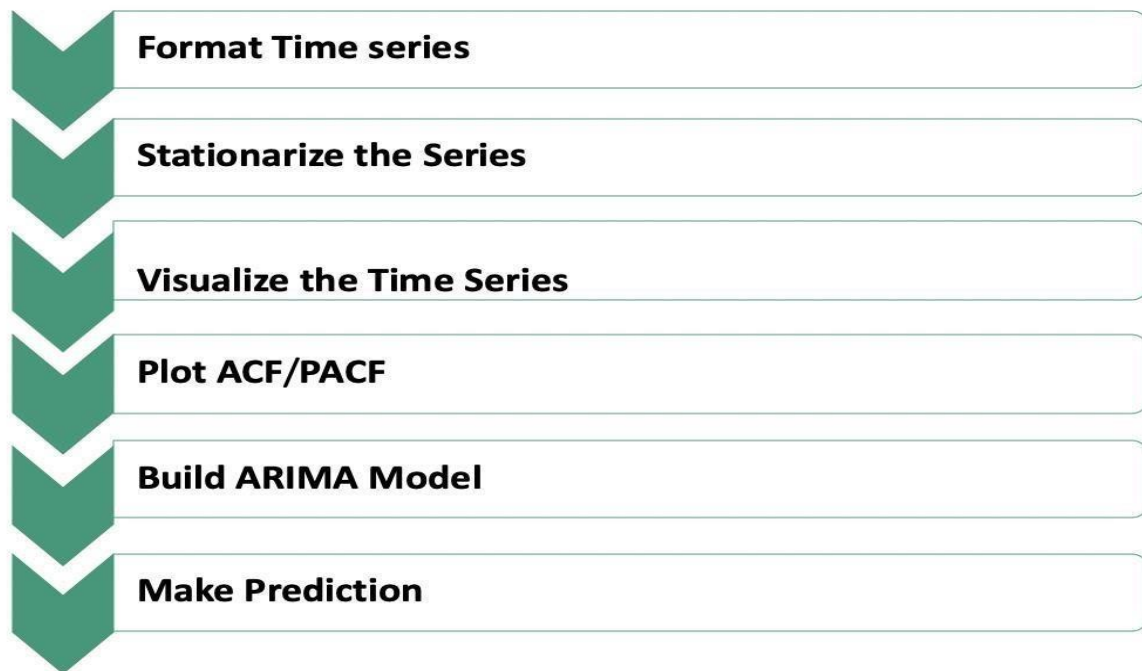 Format Time series
Stationarize the Series
Visualize the Time Series
Plot ACF/PACF
Build ARIMA Model
Make Prediction